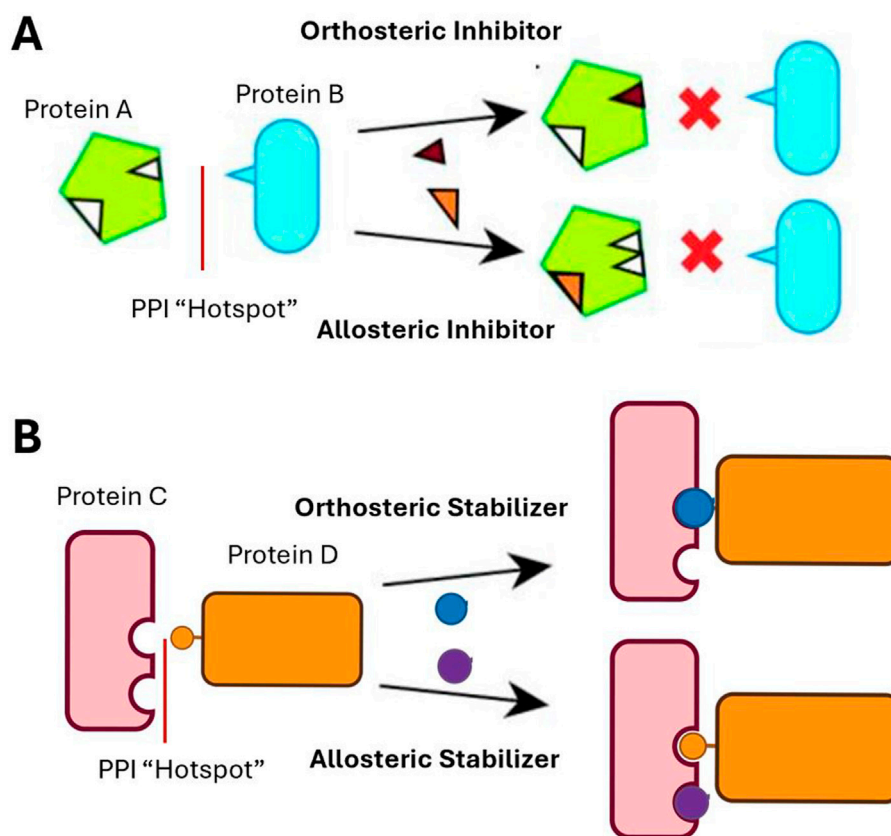 A
Orthosteric Inhibitor
Protein A
Protein B
PPI “Hotspot”
Allosteric Inhibitor
B
Protein C
Orthosteric Stabilizer
Protein D
PPI “Hotspot”
Allosteric Stabilizer